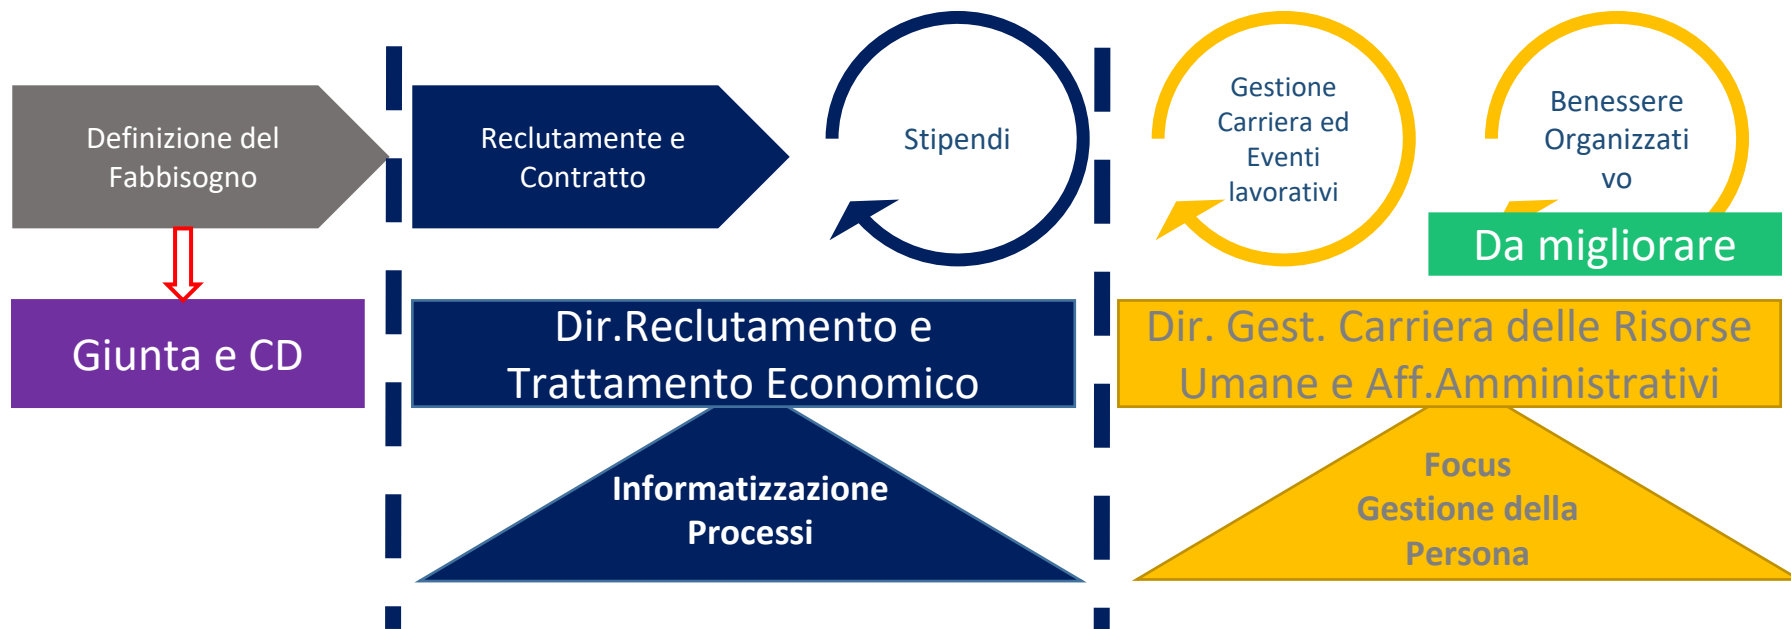 Definizione del
Fabbisogno
Reclutamente e
Contratto
Stipendi
Gestione
Carriera ed
Eventi
lavorativi
Benessere
Organizzati
vo
Da migliorare
Giunta e CD
Dir.Reclutamento e
Trattamento Economico
Dir. Gest. Carriera delle Risorse
Umane e Aff.Amministrativi
Informatizzazione
Processi
Focus
Gestione della
Persona